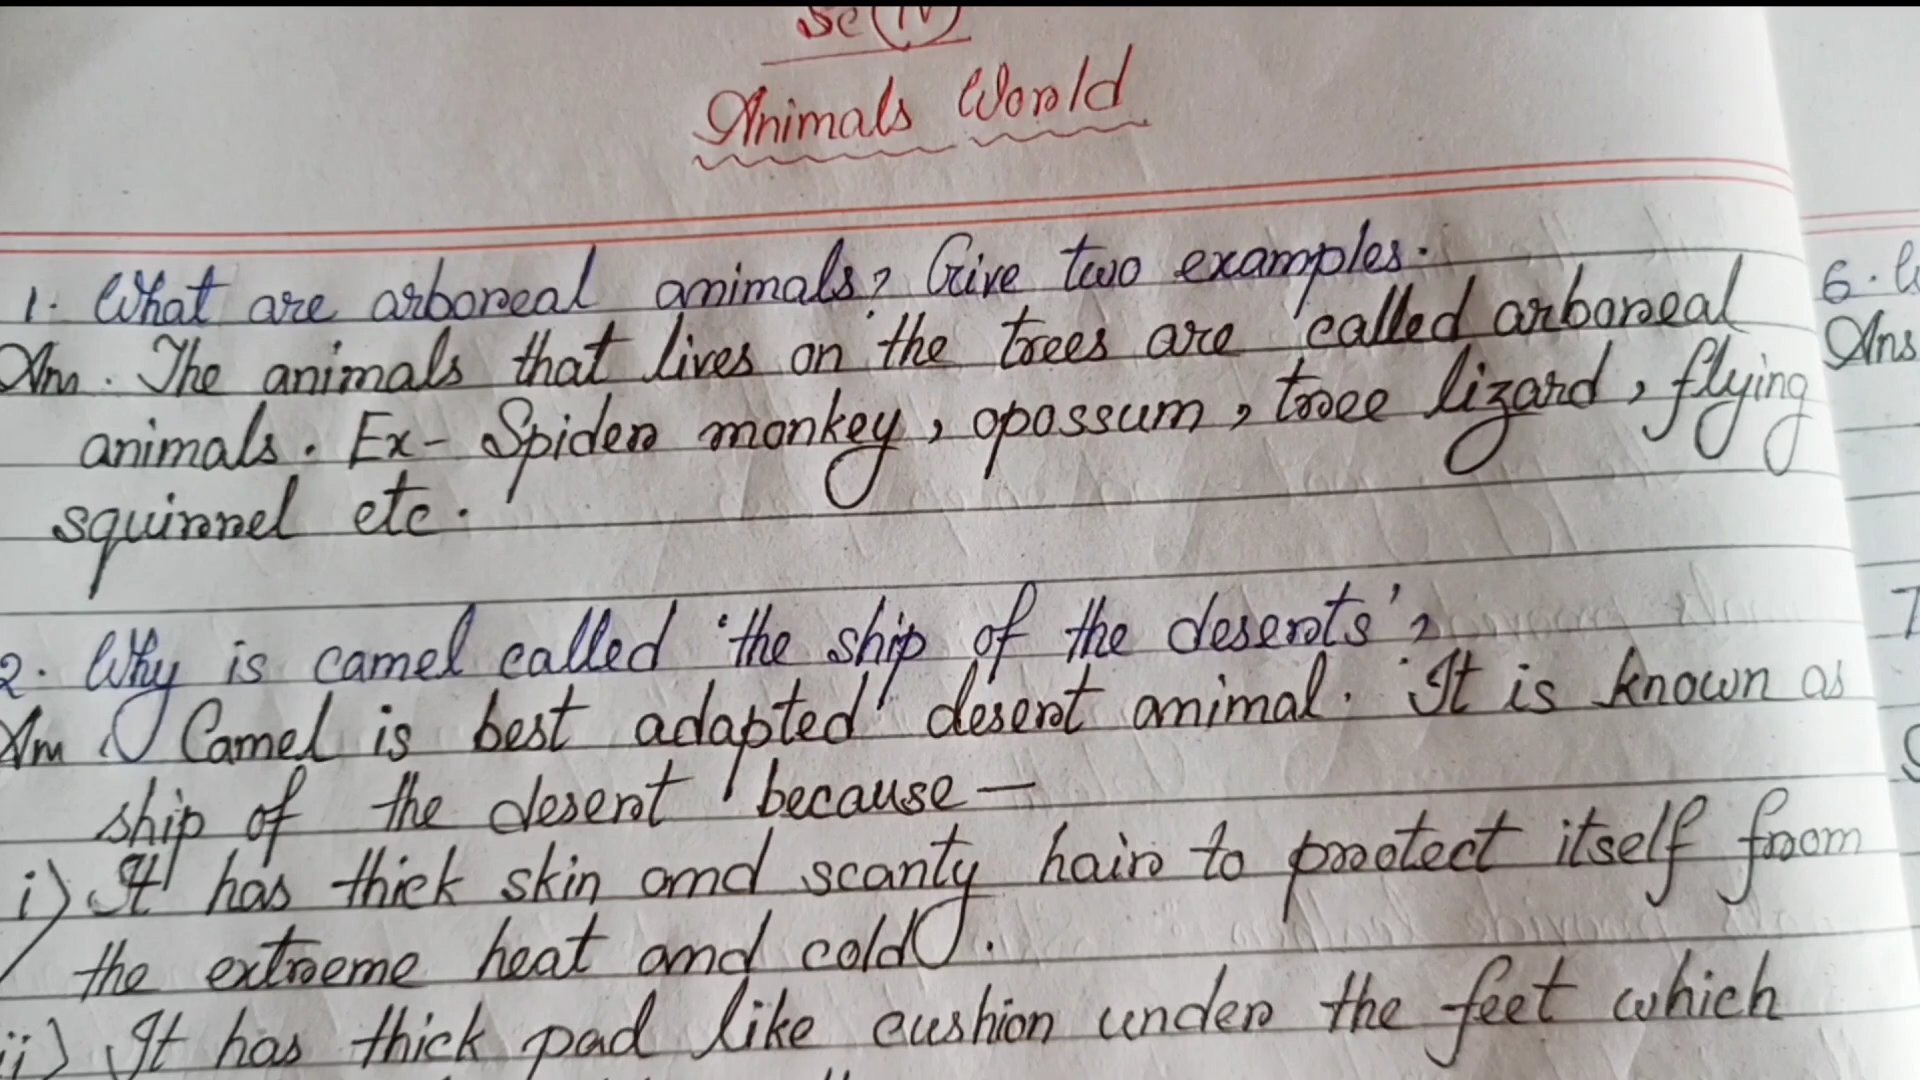 Sc (IV)
Animals World
1. What are arboreal animals? Give two examples.
Ans. The animals that lives on the trees are called arboreal
animals. Ex- Spider monkey, opossum, tree lizard, flying
squirrel etc.
2. Why is camel called 'the ship of the deserts'?
Ans Camel is best adapted desert animal. It is known as
ship of the desert because—
i) It has thick skin and scanty hair to protect itself from
the extreme heat and cold.
ii) It has thick pad like cushion under the feet which
6.
Ans